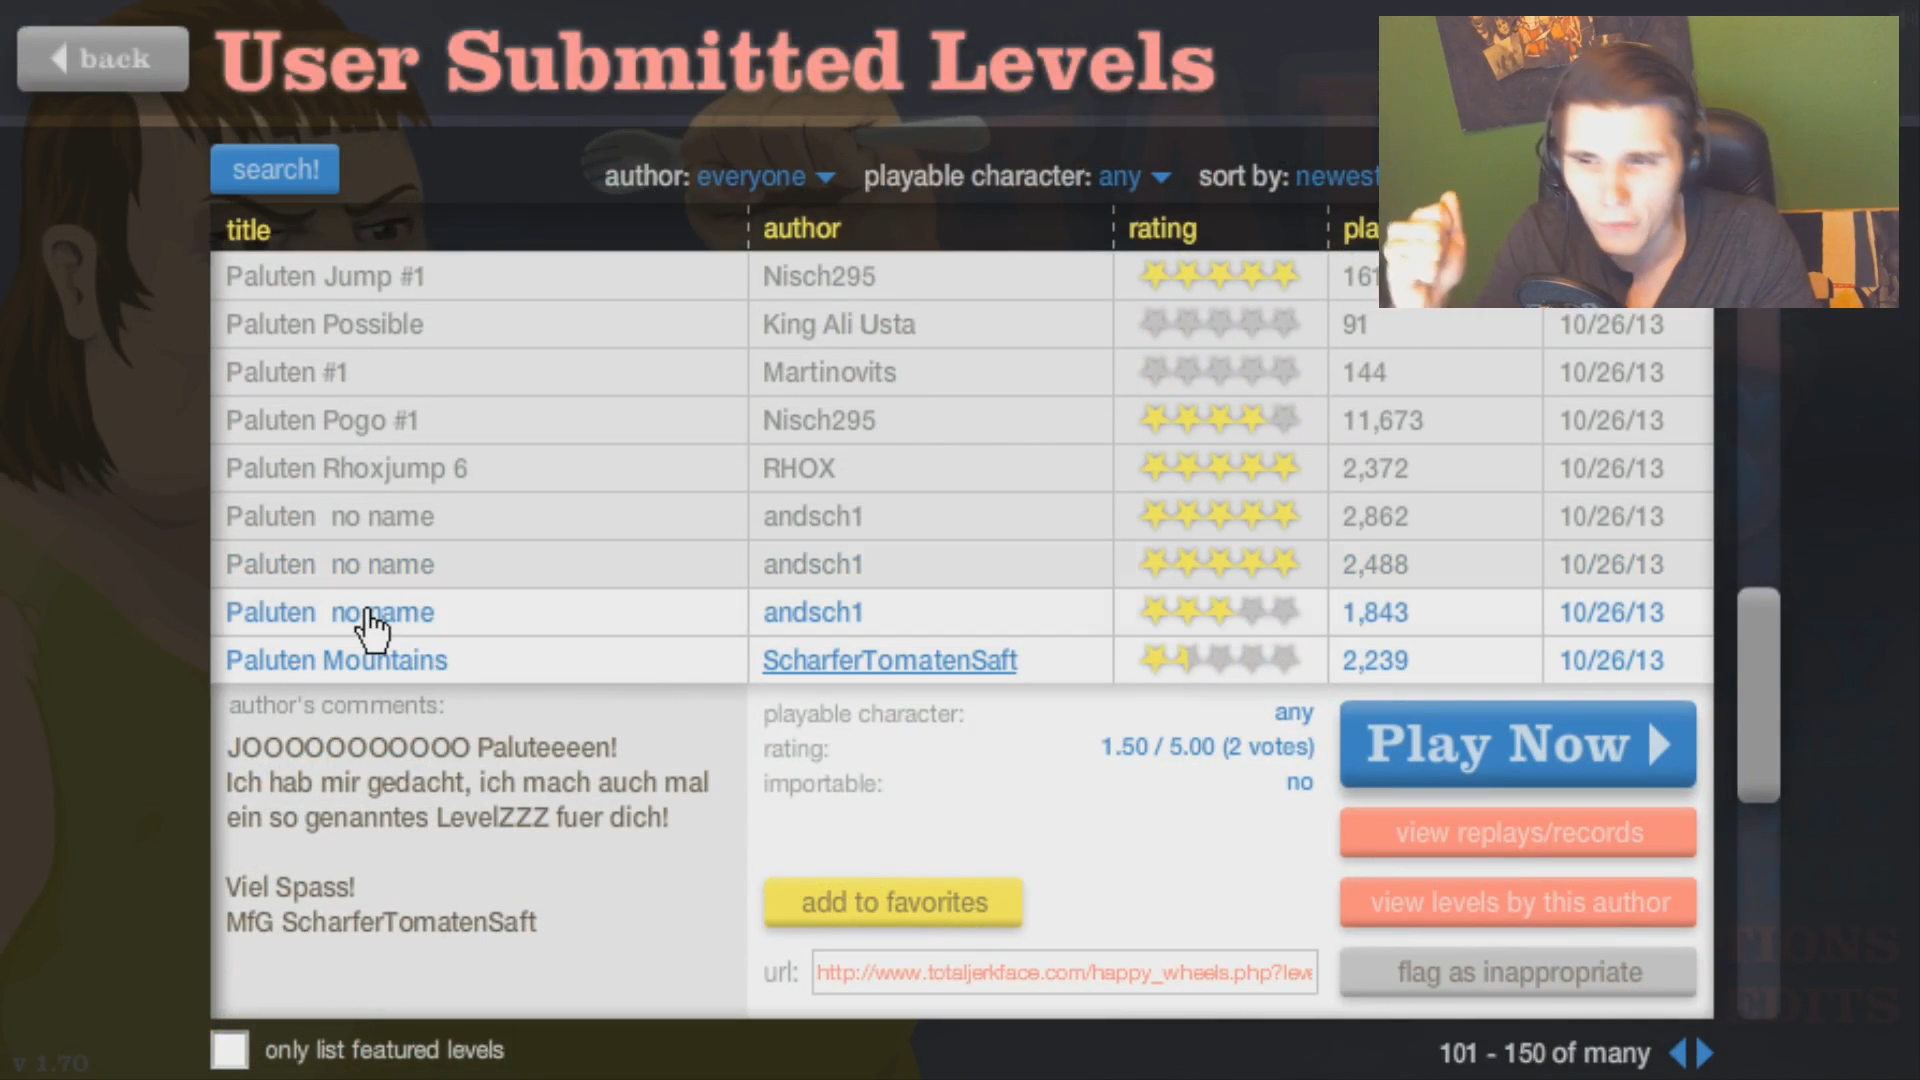 back
User Submitted Levels
search!
author: everyone playable character: any sort by: newest
title author rating pla
Paluten Jump #1 Nisch295 161
Paluten Possible King Ali Usta 91 10/26/13
Paluten #1 Martinovits 144 10/26/13
Paluten Pogo #1 Nisch295 11,673 10/26/13
Paluten Rhoxjump 6 RHOX 2,372 10/26/13
Paluten no name andsch1 2,862 10/26/13
Paluten no name andsch1 2,488 10/26/13
Paluten no name andsch1 1,843 10/26/13
Paluten Mountains ScharferTomatenSaft 2,239 10/26/13
author's comments:
JOOOOOOOOOOO Paluteeeen!
Ich hab mir gedacht, ich mach auch mal
ein so genanntes LevelZZZ fuer dich!
Viel Spass!
MfG ScharferTomatenSaft
playable character: any
rating: 1.50 / 5.00 (2 votes)
importable: no
add to favorites
url: http://www.totaljerkface.com/happy_wheels.php?leve
Play Now
view replays/records
view levels by this author
flag as inappropriate
only list featured levels
101 - 150 of many
v 1.70